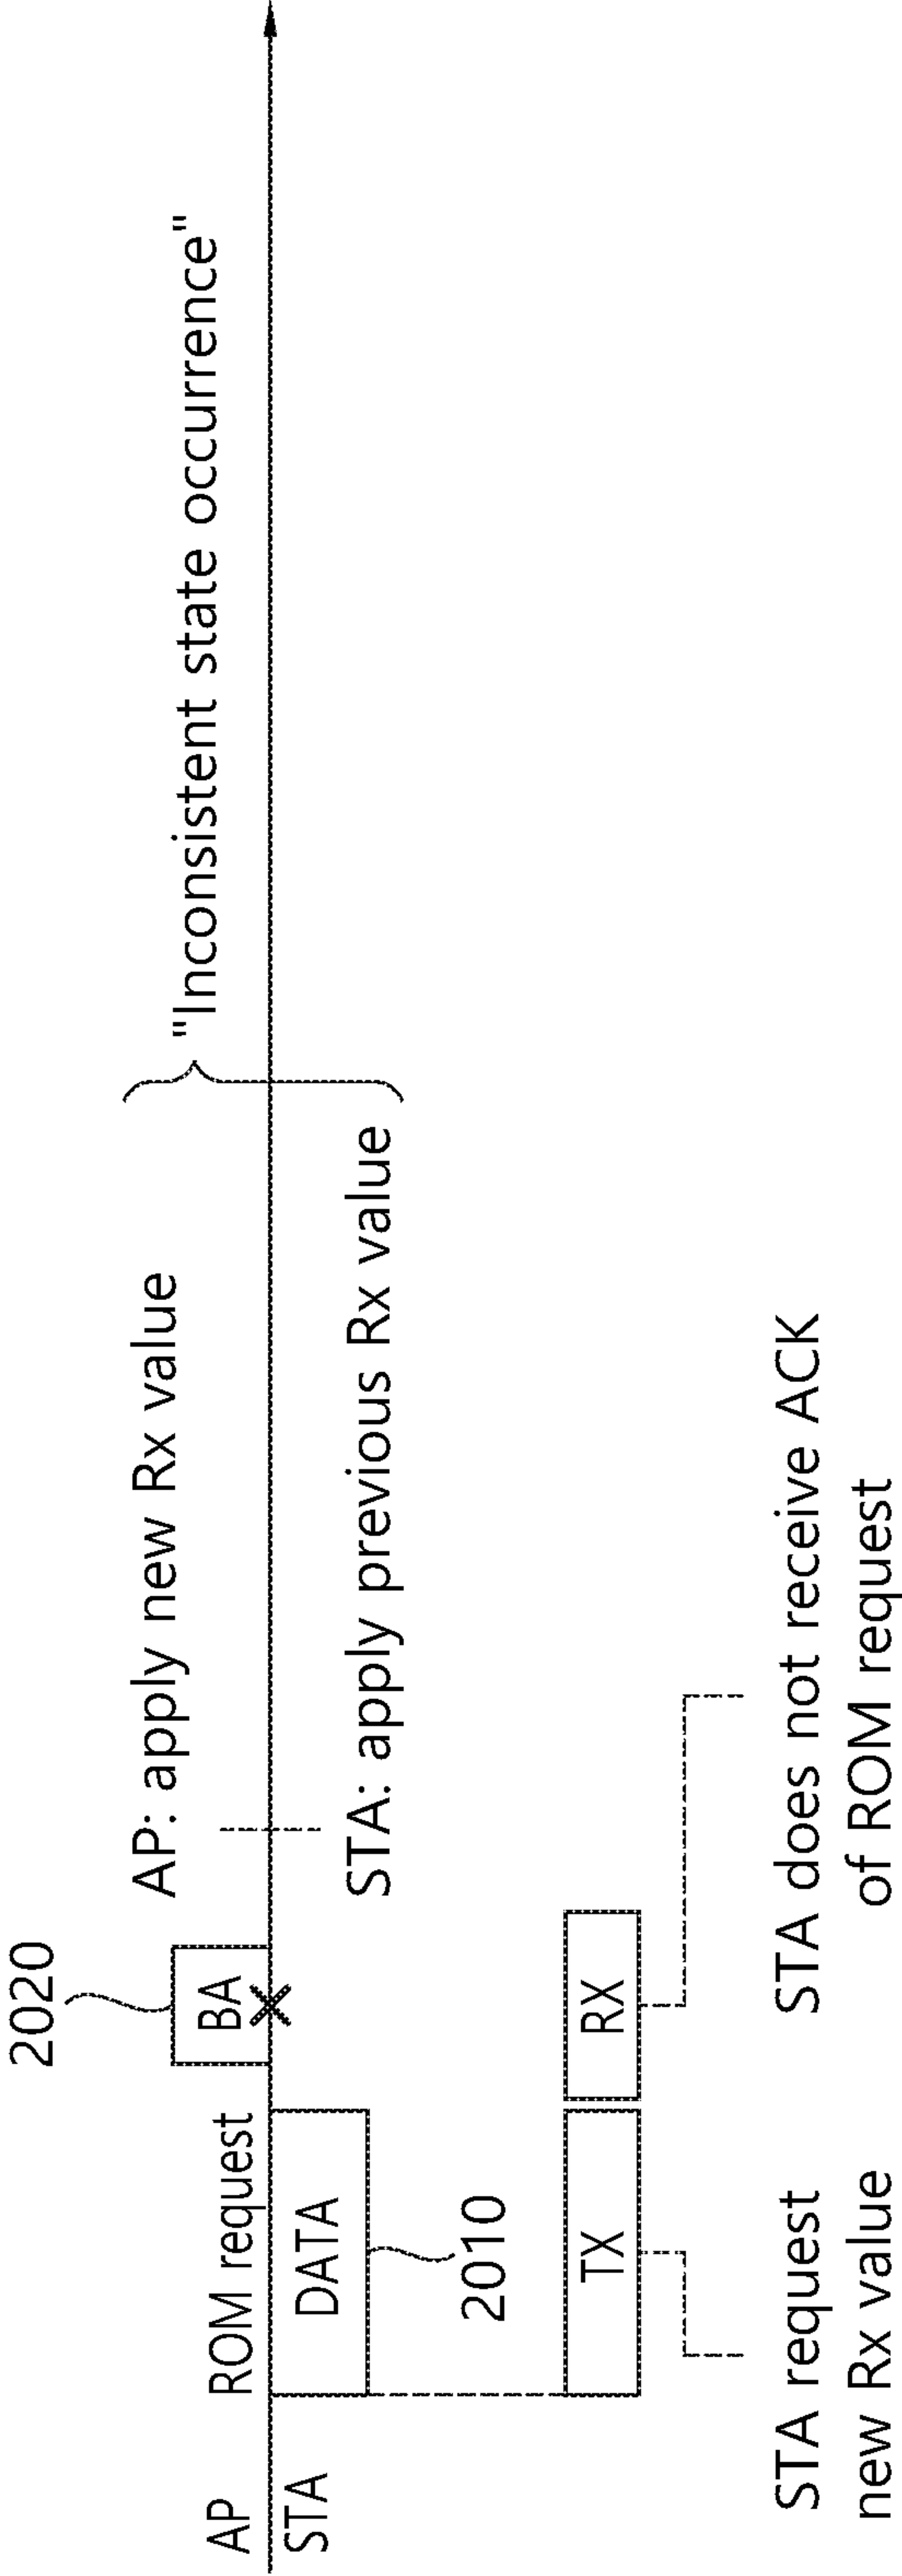 2020
AP: apply new Rx value
"Inconsistent state occurrence"
AP
ROM request
BA
STA
DATA
STA: apply previous Rx value
2010
TX
RX
STA request
new Rx value
STA does not receive ACK
of ROM request